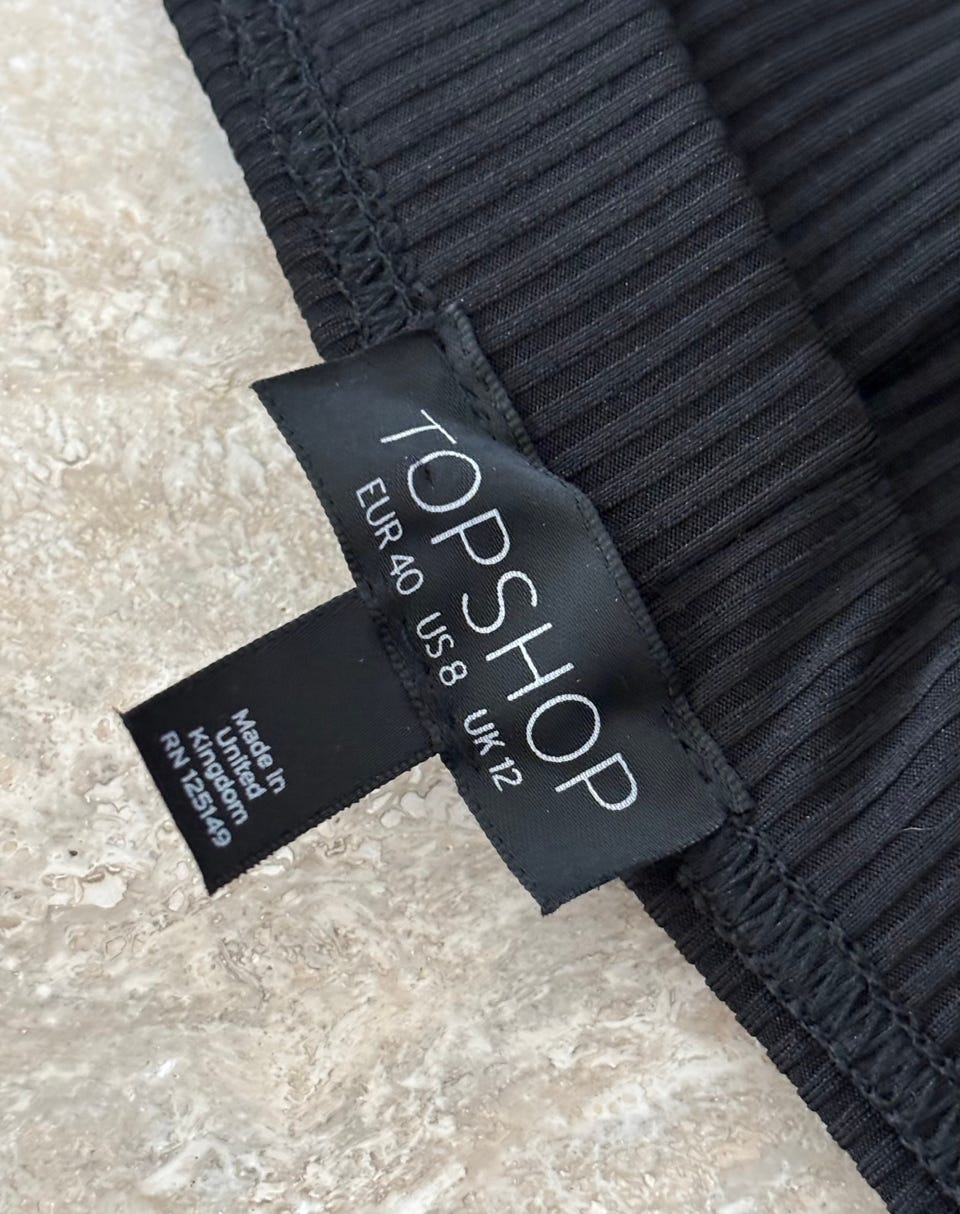 TOPSHOP
EUR 40 US 8 UK 12
Made in
United
Kingdom
RN 125149